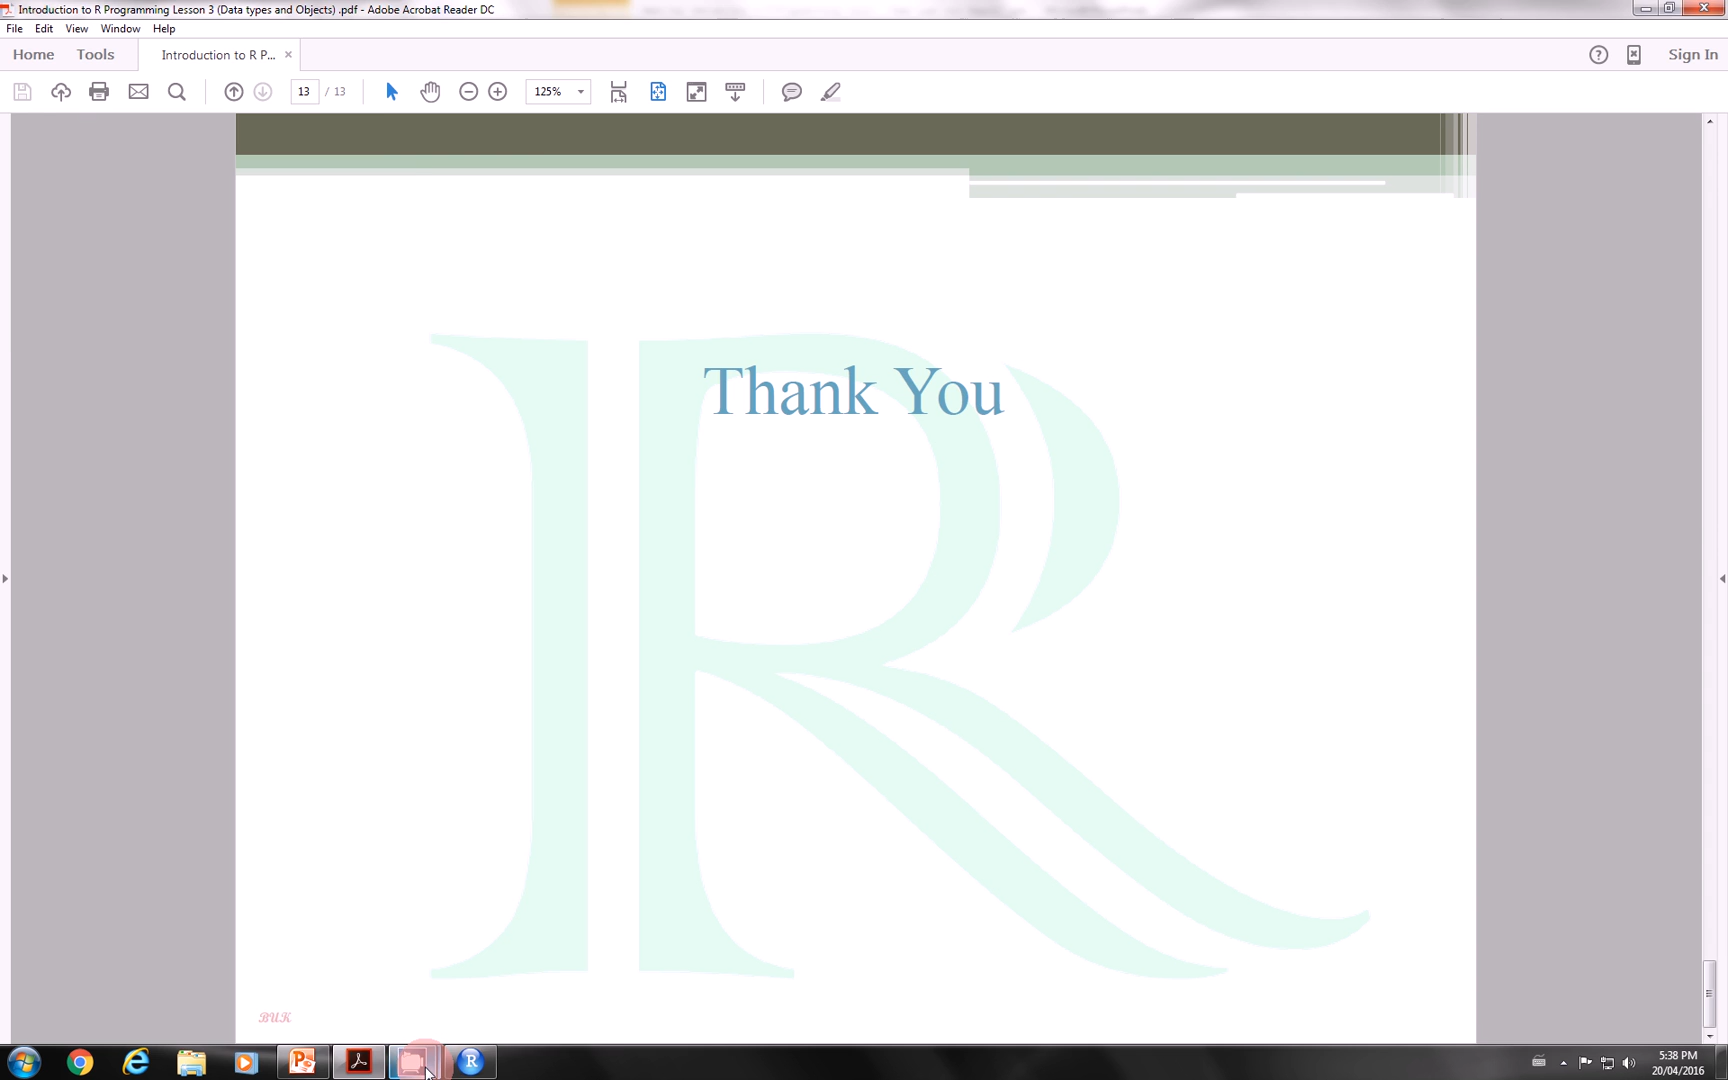 Introduction to R Programming Lesson 3 (Data types and Objects) .pdf - Adobe Acrobat Reader DC
File Edit View Window Help
Home Tools Introduction to R P... × Sign In
13 / 13 125%
Thank You
R
BUK
5:38 PM
20/04/2016